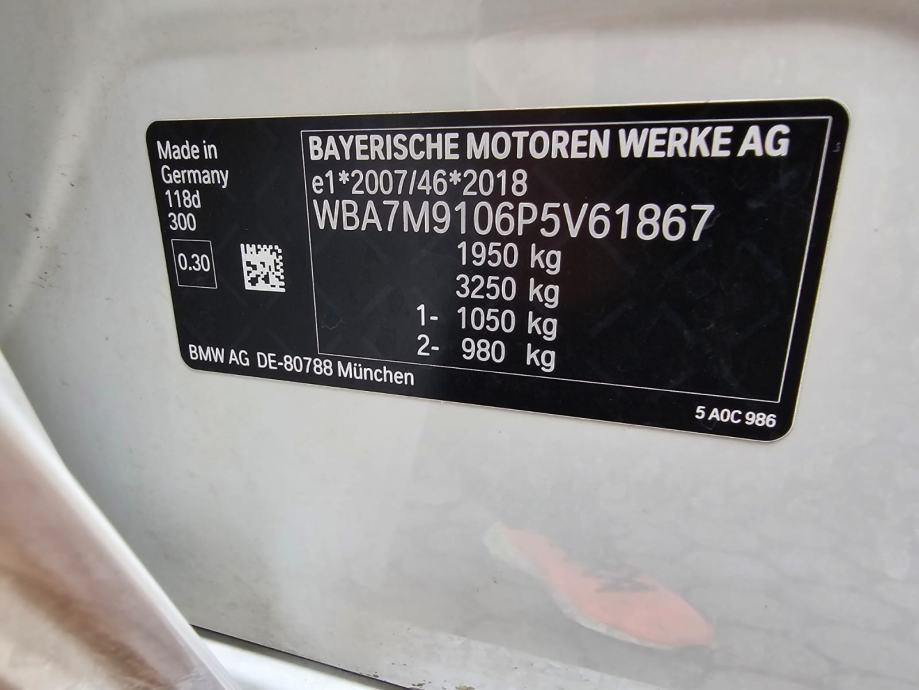 Made in
Germany
118d
300
0.30
BAYERISCHE MOTOREN WERKE AG
e1*2007/46*2018
WBA7M9106P5V61867
1950 kg
3250 kg
1- 1050 kg
2- 980 kg
BMW AG DE-80788 München
5 A0C 986